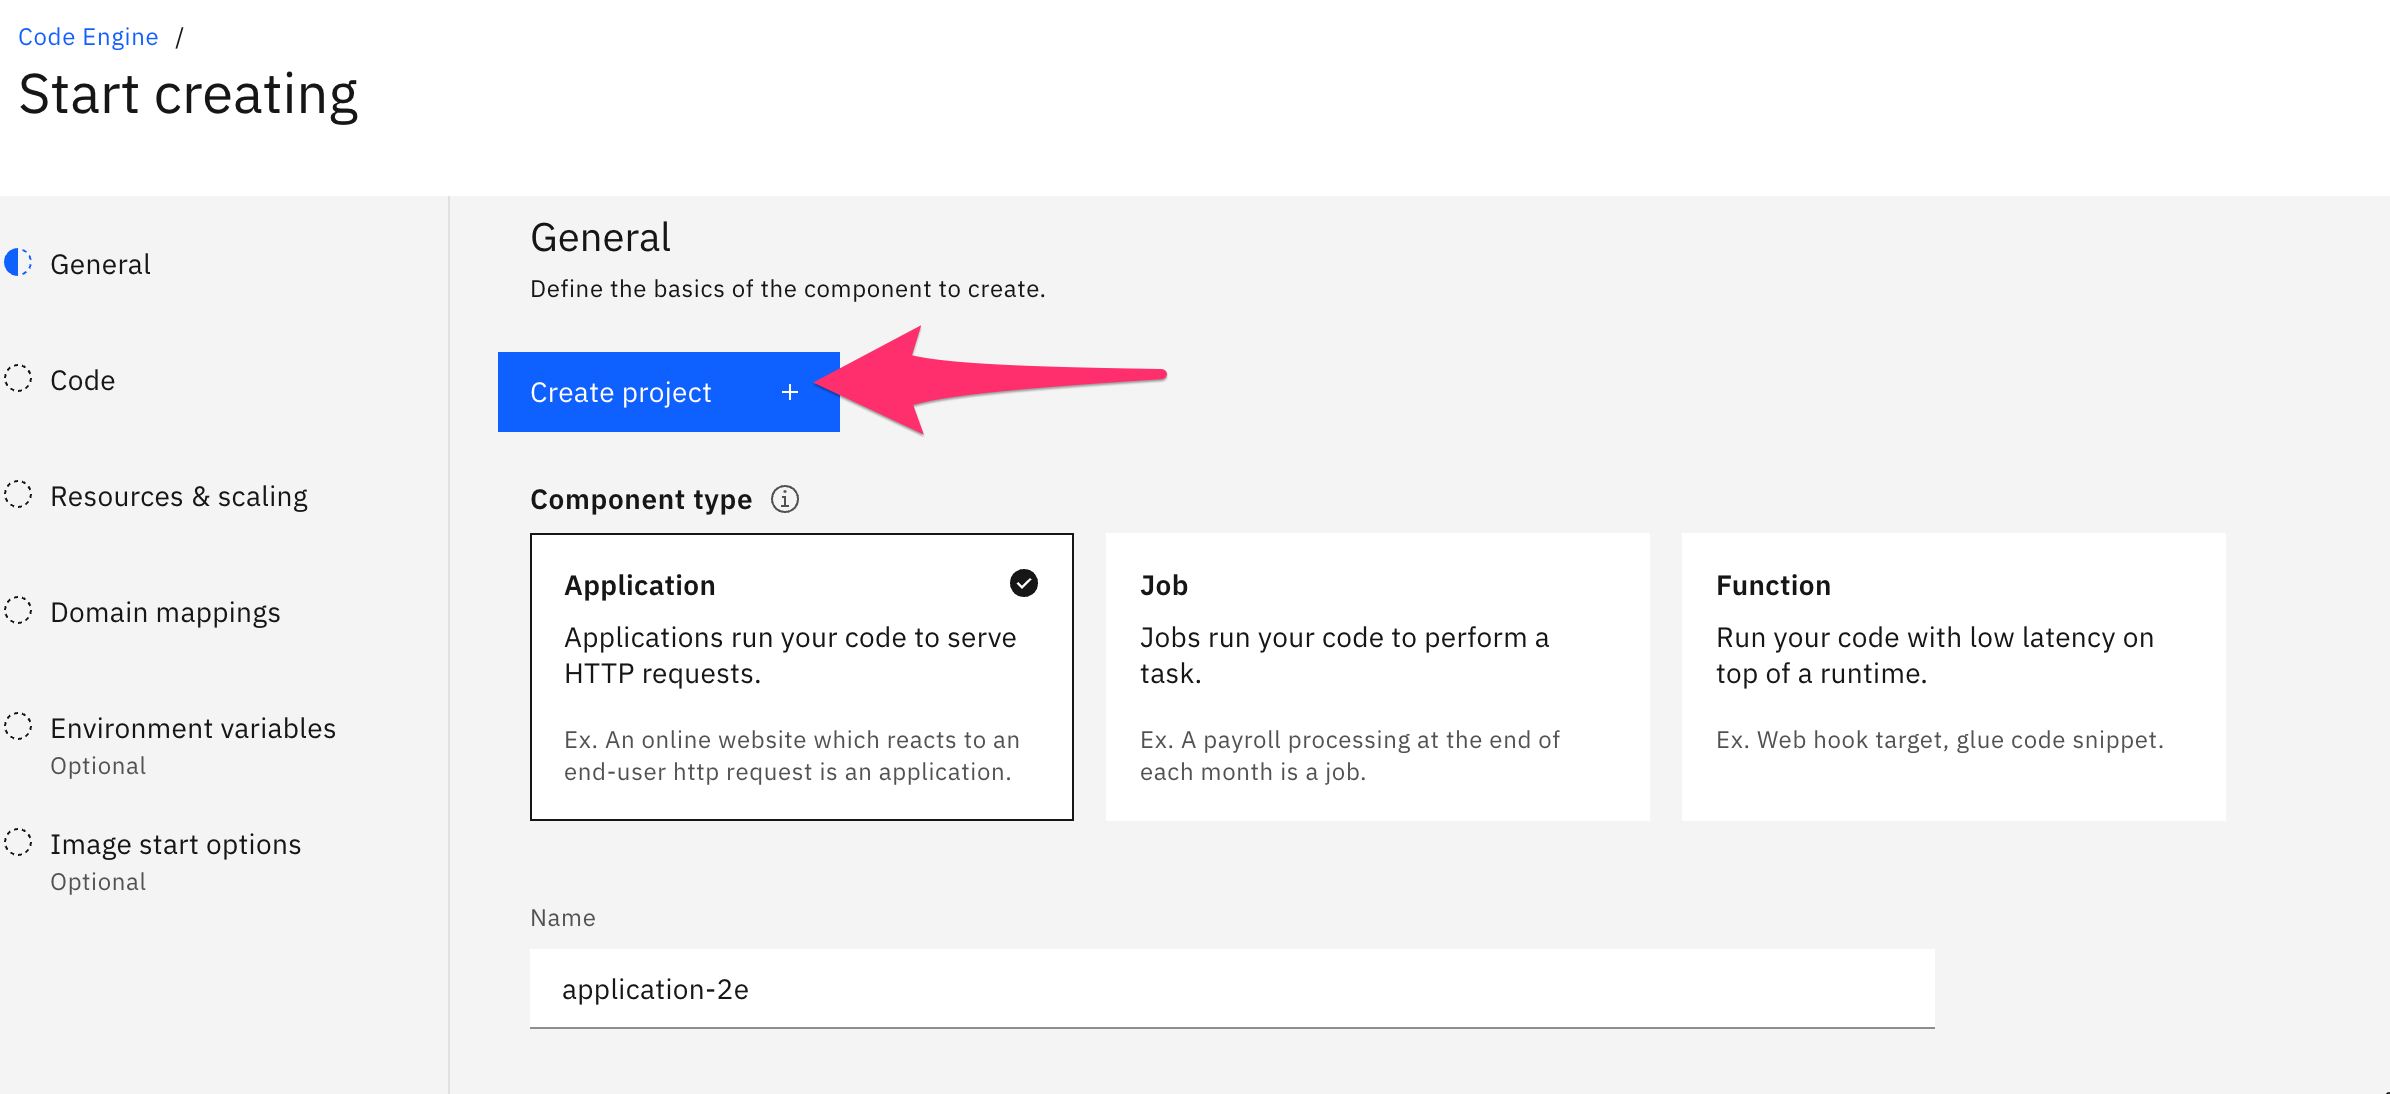 Code Engine /
Start creating
General
Code
Resources & scaling
Domain mappings
Environment variables
Optional
Image start options
Optional
General
Define the basics of the component to create.
Create project +
Component type
Application
Applications run your code to serve
HTTP requests.
Ex. An online website which reacts to an
end-user http request is an application.
Job
Jobs run your code to perform a
task.
Ex. A payroll processing at the end of
each month is a job.
Function
Run your code with low latency on
top of a runtime.
Ex. Web hook target, glue code snippet.
Name
application-2e